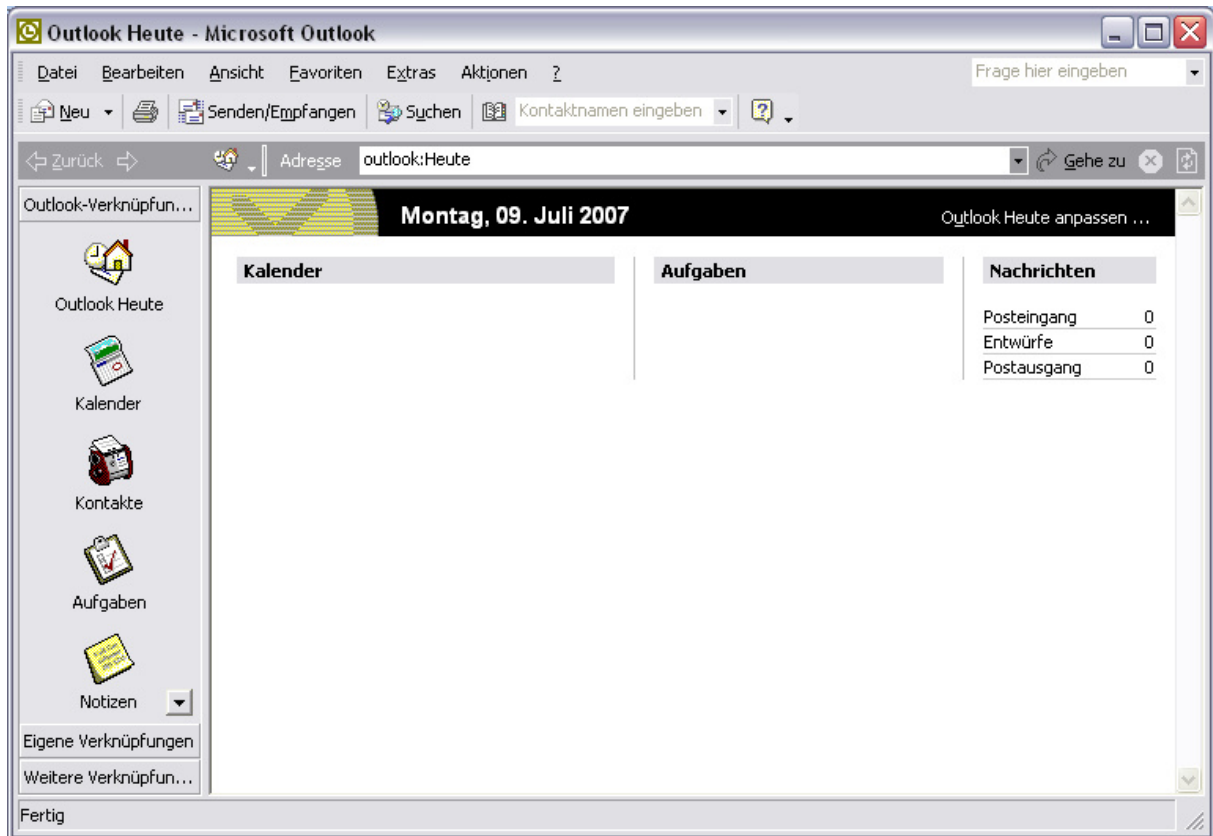 Outlook Heute - Microsoft Outlook
Datei Bearbeiten Ansicht Favoriten Extras Aktionen ?
Frage hier eingeben
Neu Senden/Empfangen Suchen Kontaktnamen eingeben
Zurück Adresse outlook:Heute Gehe zu
Outlook-Verknüpfun...
Outlook Heute
Kalender
Kontakte
Aufgaben
Notizen
Eigene Verknüpfungen
Weitere Verknüpfun...
Montag, 09. Juli 2007
Outlook Heute anpassen ...
Kalender
Aufgaben
Nachrichten
Posteingang 0
Entwürfe 0
Postausgang 0
Fertig